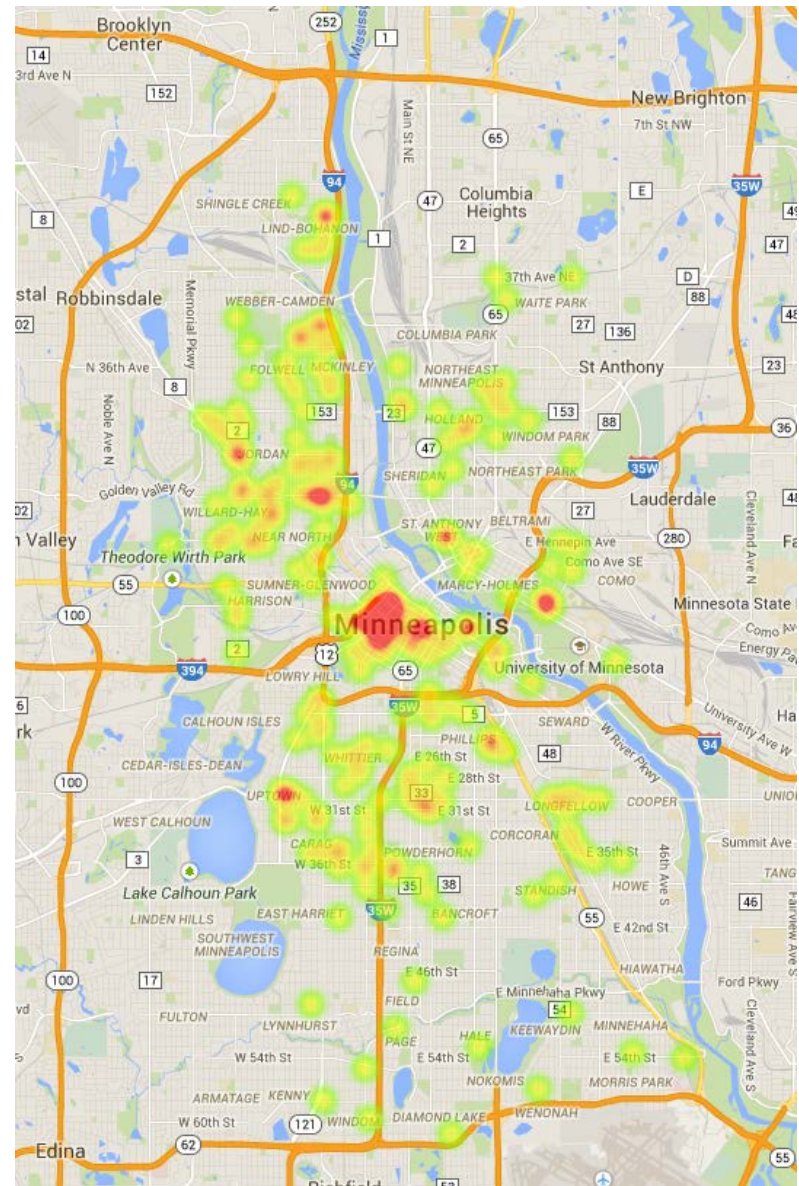 Brooklyn
Center
252
1
14
3rd Ave N
152
New Brighton
7th St NW
Main St NE
65
94
35W
SHINGLE CREEK
47
Columbia
Heights
E
LIND-BOHANON
8
1
2
47
37th Ave NE
D
88
Robbinsdale
WEBBER-CAMDEN
WAITE PARK
65
Memorial Pkwy
COLUMBIA PARK
27
136
N 36th Ave
FOLWELL
MCKINLEY
NORTHEAST
MINNEAPOLIS
St Anthony
23
8
Noble Ave N
153
23
HOLLAND
153
88
36
2
WINDOM PARK
47
JORDAN
SHERIDAN
NORTHEAST PARK
35W
Golden Valley Rd
94
Lauderdale
WILLARD-HAY
27
ST. ANTHONY
WEST
BELTRAMI
Cleveland Ave N
Valley
NEAR NORTH
E Hennepin Ave
280
Theodore Wirth Park
Como Ave SE
55
SUMNER-GLENWOOD
MARCY-HOLMES
COMO
HARRISON
100
Minnesota State
Minneapolis
Como Av
2
12
Energy Pa
394
65
University of Minnesota
LOWRY HILL
35W
CALHOUN ISLES
5
SEWARD
University Ave W
PHILLIPS
W River Pkwy
94
WHITTIER
E 26th St
48
CEDAR-ISLES-DEAN
E 28th St
100
UPTOWN
33
W 31st St
E 31st St
LONGFELLOW
COOPER
WEST CALHOUN
CORCORAN
CARAG
Summit Ave
3
POWDERHORN
E 35th St
W 36th St
46th Ave S
Lake Calhoun Park
35
38
STANDISH
HOWE
46
Fairview Ave S
LINDEN HILLS
EAST HARRIET
35W
BANCROFT
55
E 42nd St
SOUTHWEST
MINNEAPOLIS
REGINA
HIAWATHA
100
17
E 46th St
Ford Pkwy
E Minnehaha Pkwy
FIELD
54
FULTON
LYNNHURST
KEEWAYDIN
MINNEHAHA
Cleveland Ave S
PAGE
HALE
W 54th St
E 54th St
E 54th St
NOKOMIS
MORRIS PARK
ARMATAGE
KENNY
DIAMOND LAKE
WENONAH
W 60th St
121
WINDOM
Edina
62
55